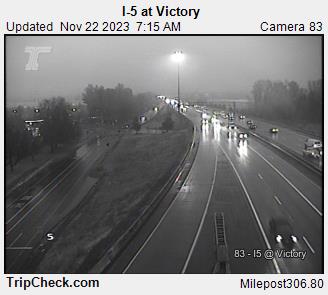 I-5 at Victory
Updated Nov 22 2023 7:15 AM Camera 83
S
83 - I5 @ Victory
TripCheck.com Milepost306.80